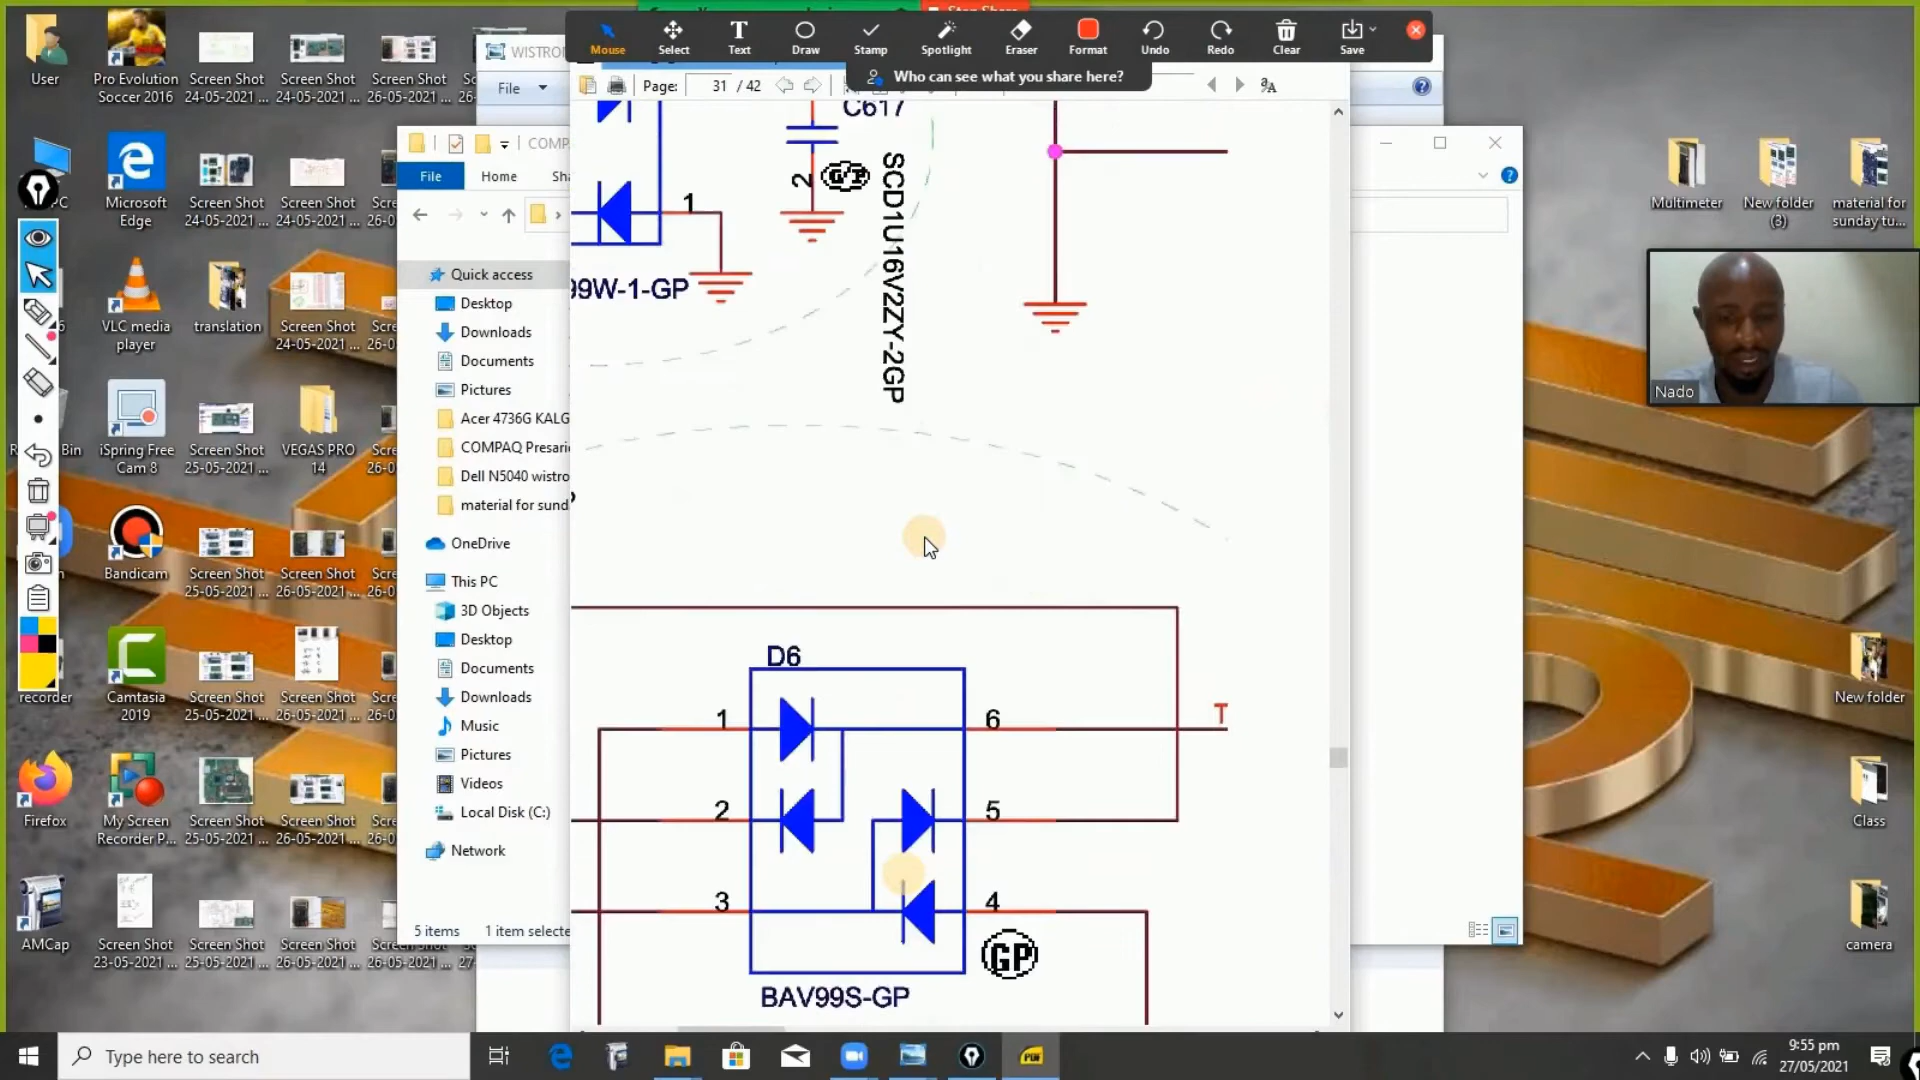 Stop Share
Mouse
Select
Text
Draw
Stamp
Spotlight
Eraser
Format
Undo
Redo
Clear
Save
Who can see what you share here?
WISTRON
File
Page: 31 / 42
COMP
File
Home
Sha
Quick access
Desktop
Downloads
Documents
Pictures
Acer 4736G KALG
COMPAQ Presario
Dell N5040 wistro
material for sund
OneDrive
This PC
3D Objects
Desktop
Documents
Downloads
Music
Pictures
Videos
Local Disk (C:)
Network
5 items
1 item selecte
C617
2
GP
SCD1U16V2ZY-2GP
1
99W-1-GP
D6
1
2
3
6
5
4
T
GP
BAV99S-GP
User
Pro Evolution
Soccer 2016
Screen Shot
24-05-2021 ...
Screen Shot
24-05-2021 ...
Screen Shot
26-05-2021 ...
PC
Microsoft
Edge
Screen Shot
24-05-2021 ...
Screen Shot
24-05-2021 ...
Screen Shot
26-05-2021 ...
VLC media
player
translation
Screen Shot
24-05-2021 ...
Bin
iSpring Free
Cam 8
Screen Shot
25-05-2021 ...
VEGAS PRO
14
Bandicam
Screen Shot
25-05-2021 ...
Screen Shot
26-05-2021 ...
recorder
Camtasia
2019
Screen Shot
25-05-2021 ...
Screen Shot
26-05-2021 ...
Firefox
My Screen
Recorder P...
Screen Shot
25-05-2021 ...
Screen Shot
26-05-2021 ...
AMCap
Screen Shot
23-05-2021 ...
Screen Shot
25-05-2021 ...
Screen Shot
26-05-2021 ...
Multimeter
New folder
(3)
material for
sunday tu...
Nado
New folder
Class
camera
Type here to search
PDF
9:55 pm
27/05/2021